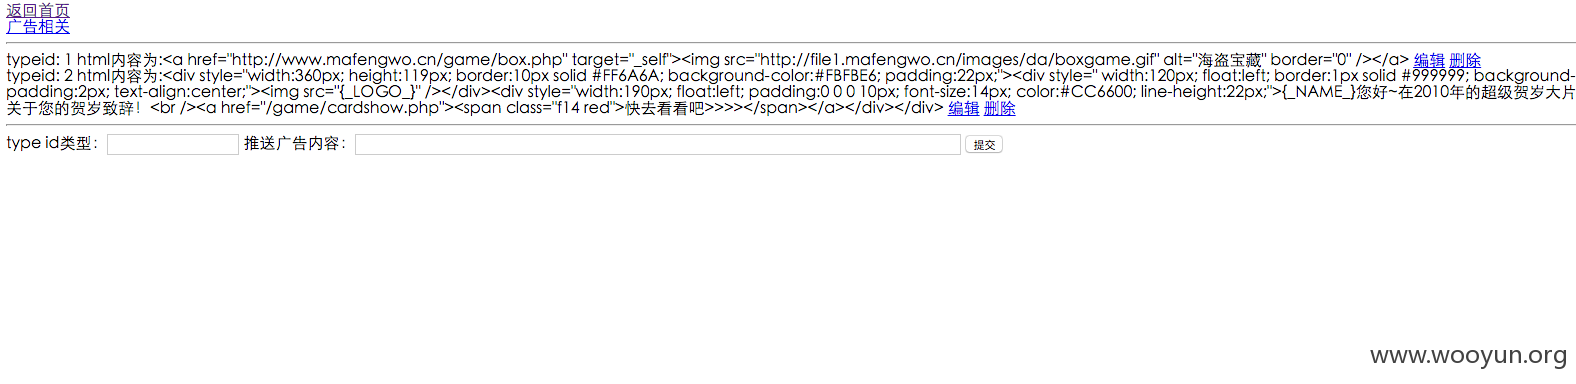 返回首页
广告相关
typeid: 1 html内容为:<a href="http://www.mafengwo.cn/game/box.php" target="_self"><img src="http://file1.mafengwo.cn/images/da/boxgame.gif" alt="海盗宝藏" border="0" /></a> 编辑 删除
typeid: 2 html内容为:<div style="width:360px; height:119px; border:10px solid #FF6A6A; background-color:#FBFBE6; padding:22px;"><div style=" width:120px; float:left; border:1px solid #999999; background-
padding:2px; text-align:center;"><img src="{_LOGO_}" /></div><div style="width:190px; float:left; padding:0 0 0 10px; font-size:14px; color:#CC6600; line-height:22px;">{_NAME_}您好~在2010年的超级贺岁大片
关于您的贺岁致辞！<br /><a href="/game/cardshow.php"><span class="f14 red">快去看看吧>>>></span></a></div></div> 编辑 删除
type id类型： 推送广告内容： 提交
www.wooyun.org